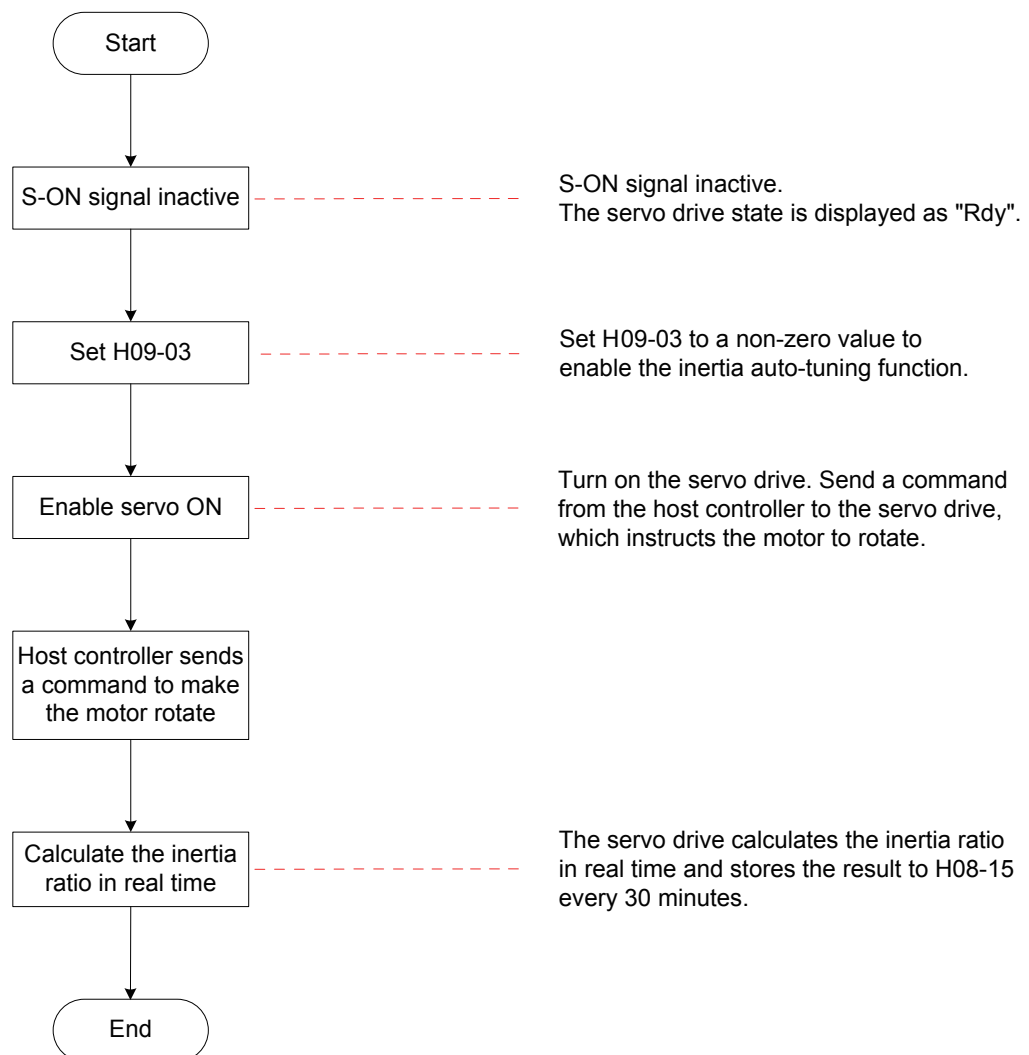 Start
S-ON signal inactive
S-ON signal inactive.
The servo drive state is displayed as "Rdy".
Set H09-03
Set H09-03 to a non-zero value to
enable the inertia auto-tuning function.
Enable servo ON
Turn on the servo drive. Send a command
from the host controller to the servo drive,
which instructs the motor to rotate.
Host controller sends
a command to make
the motor rotate
Calculate the inertia
ratio in real time
The servo drive calculates the inertia ratio
in real time and stores the result to H08-15
every 30 minutes.
End